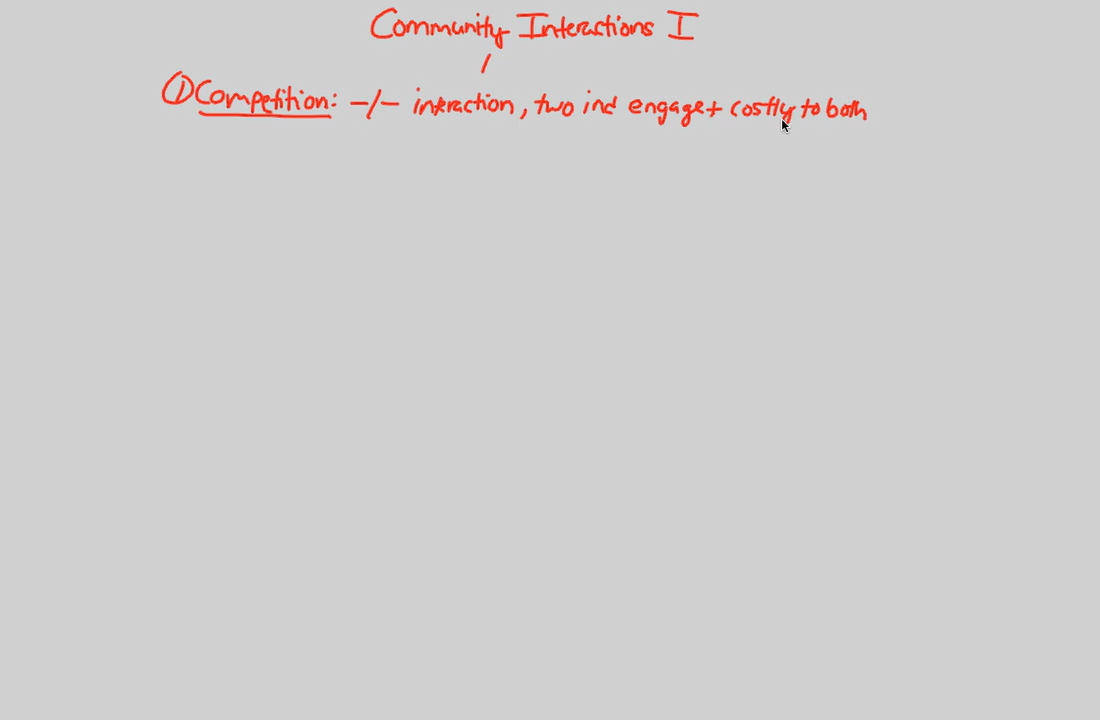 Community Interactions I
① Competition: -/- interaction, two ind engage + costly to both